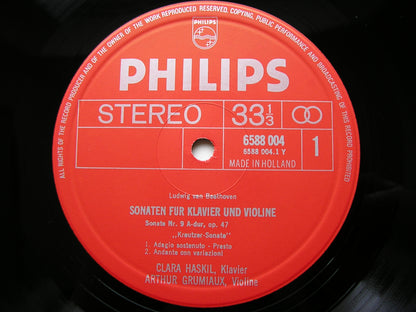 ALL RIGHTS OF THE RECORD PRODUCER AND OF THE OWNER OF THE WORK REPRODUCED RESERVED. COPYING, PUBLIC PERFORMANCE AND BROADCASTING OF THIS RECORD PROHIBITED
PHILIPS
PHILIPS
STEREO
33 1/3
6588 004
6588 004.1 Y
MADE IN HOLLAND
1
Ludwig van Beethoven
SONATEN FÜR KLAVIER UND VIOLINE
Sonate Nr. 9 A-dur, op. 47
„Kreutzer-Sonate"
1. Adagio sostenuto - Presto
2. Andante con variazioni
CLARA HASKIL, Klavier
ARTHUR GRUMIAUX, Violine